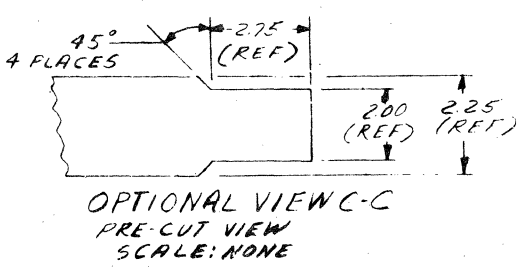 45°
4 PLACES
2.75
(REF)
2.00
(REF)
2.25
(REF)
OPTIONAL VIEW C-C
PRE-CUT VIEW
SCALE: NONE